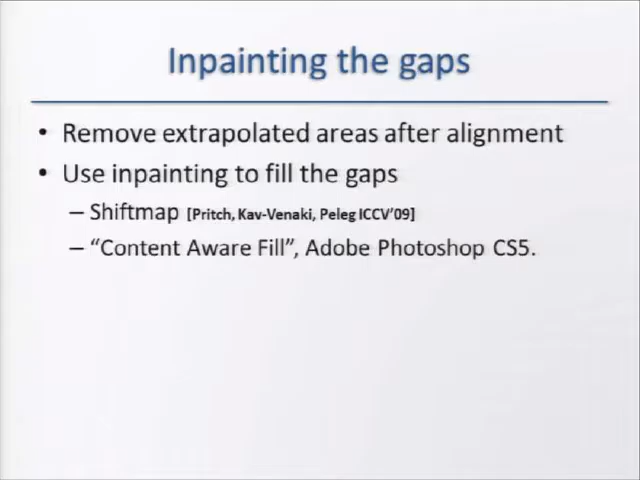 Inpainting the gaps
• Remove extrapolated areas after alignment
• Use inpainting to fill the gaps
– Shiftmap [Pritch, Kav-Venaki, Peleg ICCV’09]
– “Content Aware Fill”, Adobe Photoshop CS5.